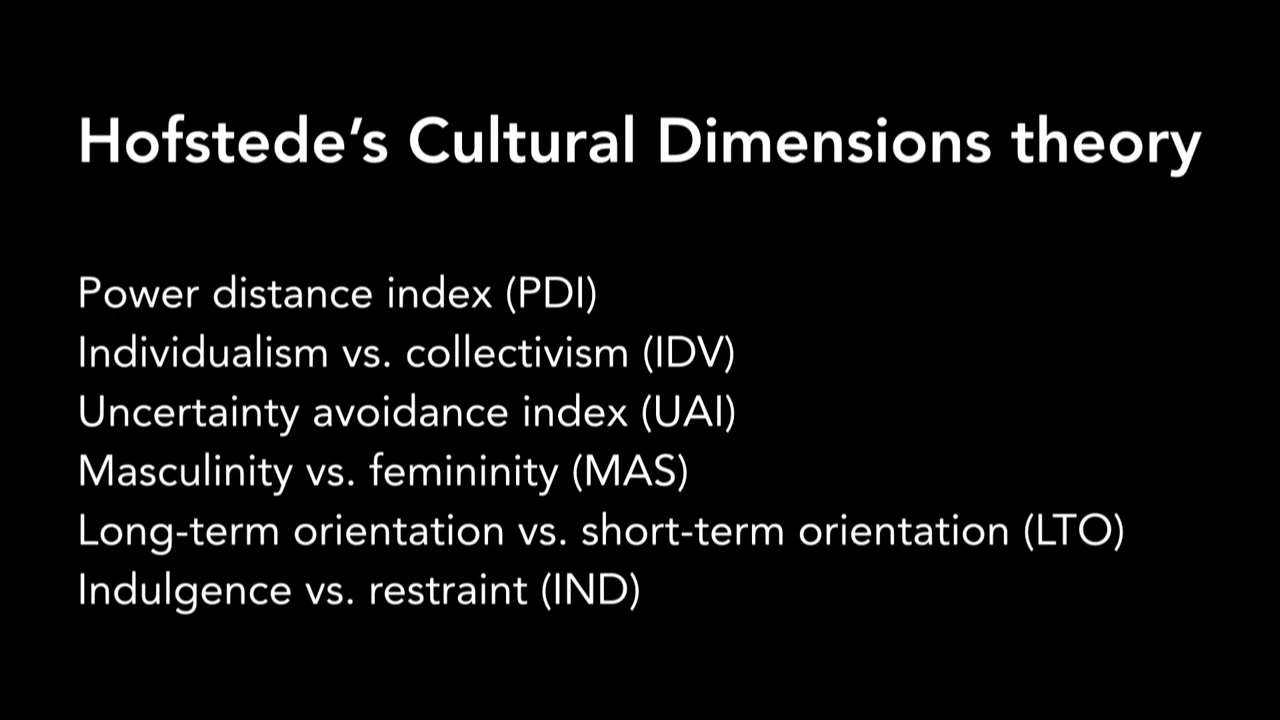 Hofstede’s Cultural Dimensions theory
Power distance index (PDI)
Individualism vs. collectivism (IDV)
Uncertainty avoidance index (UAI)
Masculinity vs. femininity (MAS)
Long-term orientation vs. short-term orientation (LTO)
Indulgence vs. restraint (IND)